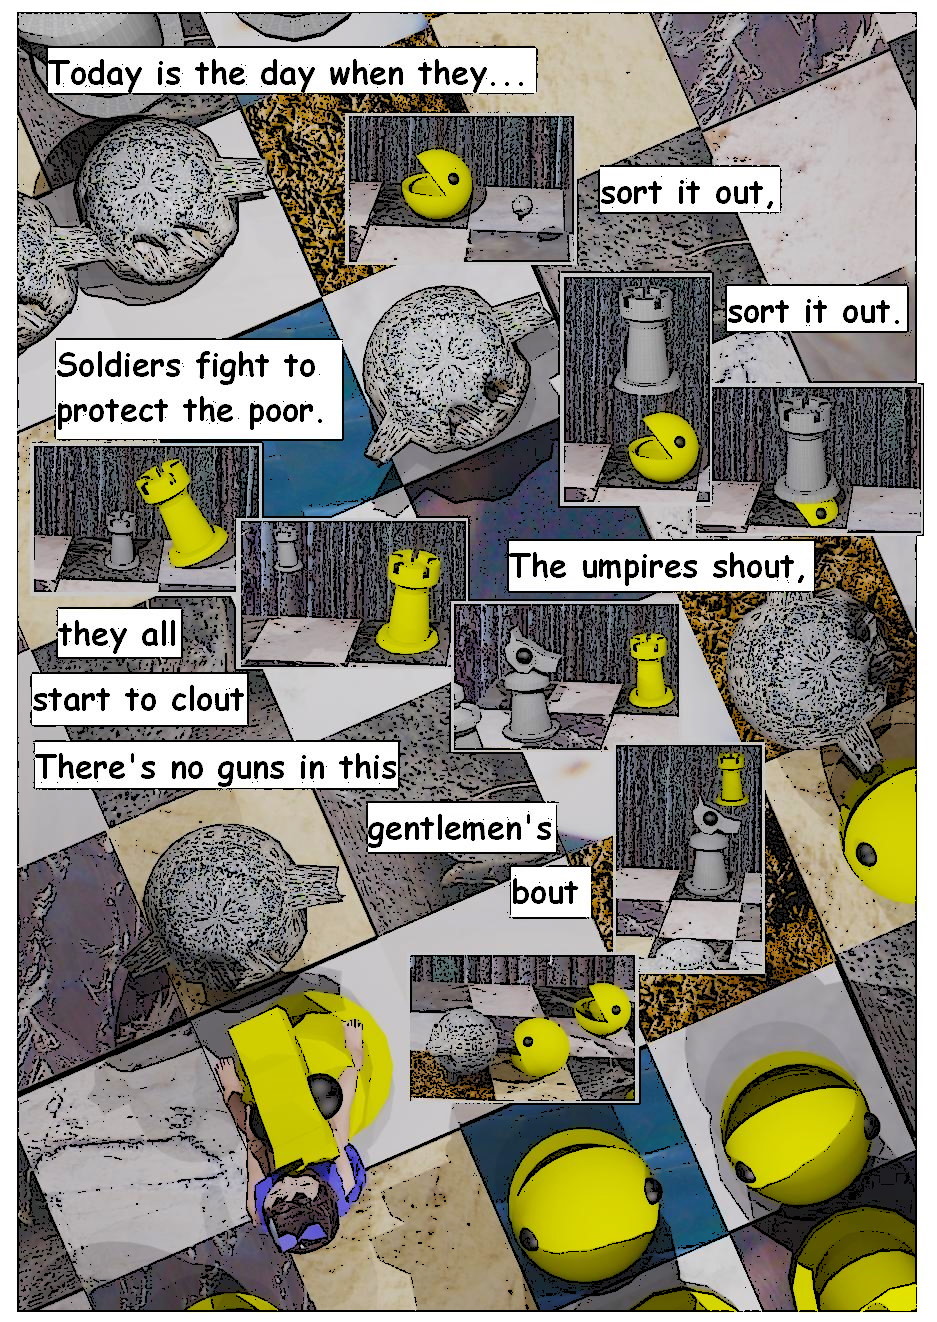 Today is the day when they...
sort it out,
sort it out.
Soldiers fight to
protect the poor.
The umpires shout,
they all
start to clout
There's no guns in this
gentlemen's
bout